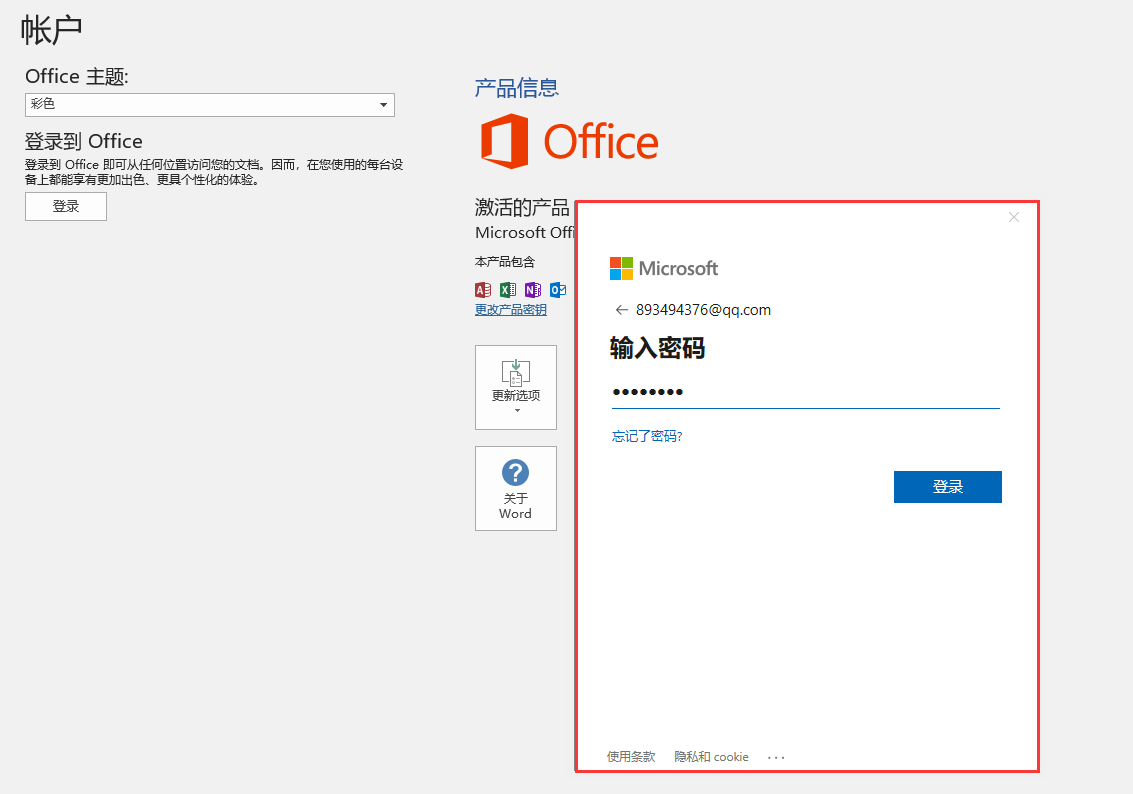 帐户
Office 主题:
彩色
登录到 Office
登录到 Office 即可从任何位置访问您的文档。因而，在您使用的每台设
备上都能享有更加出色、更具个性化的体验。
登录
产品信息
Office
激活的产品
Microsoft Offi
本产品包含
A X N O
更改产品密钥
更新选项
?
关于
Word
Microsoft
← 893494376@qq.com
输入密码
••••••••
忘记了密码?
登录
使用条款 隐私和 cookie ···